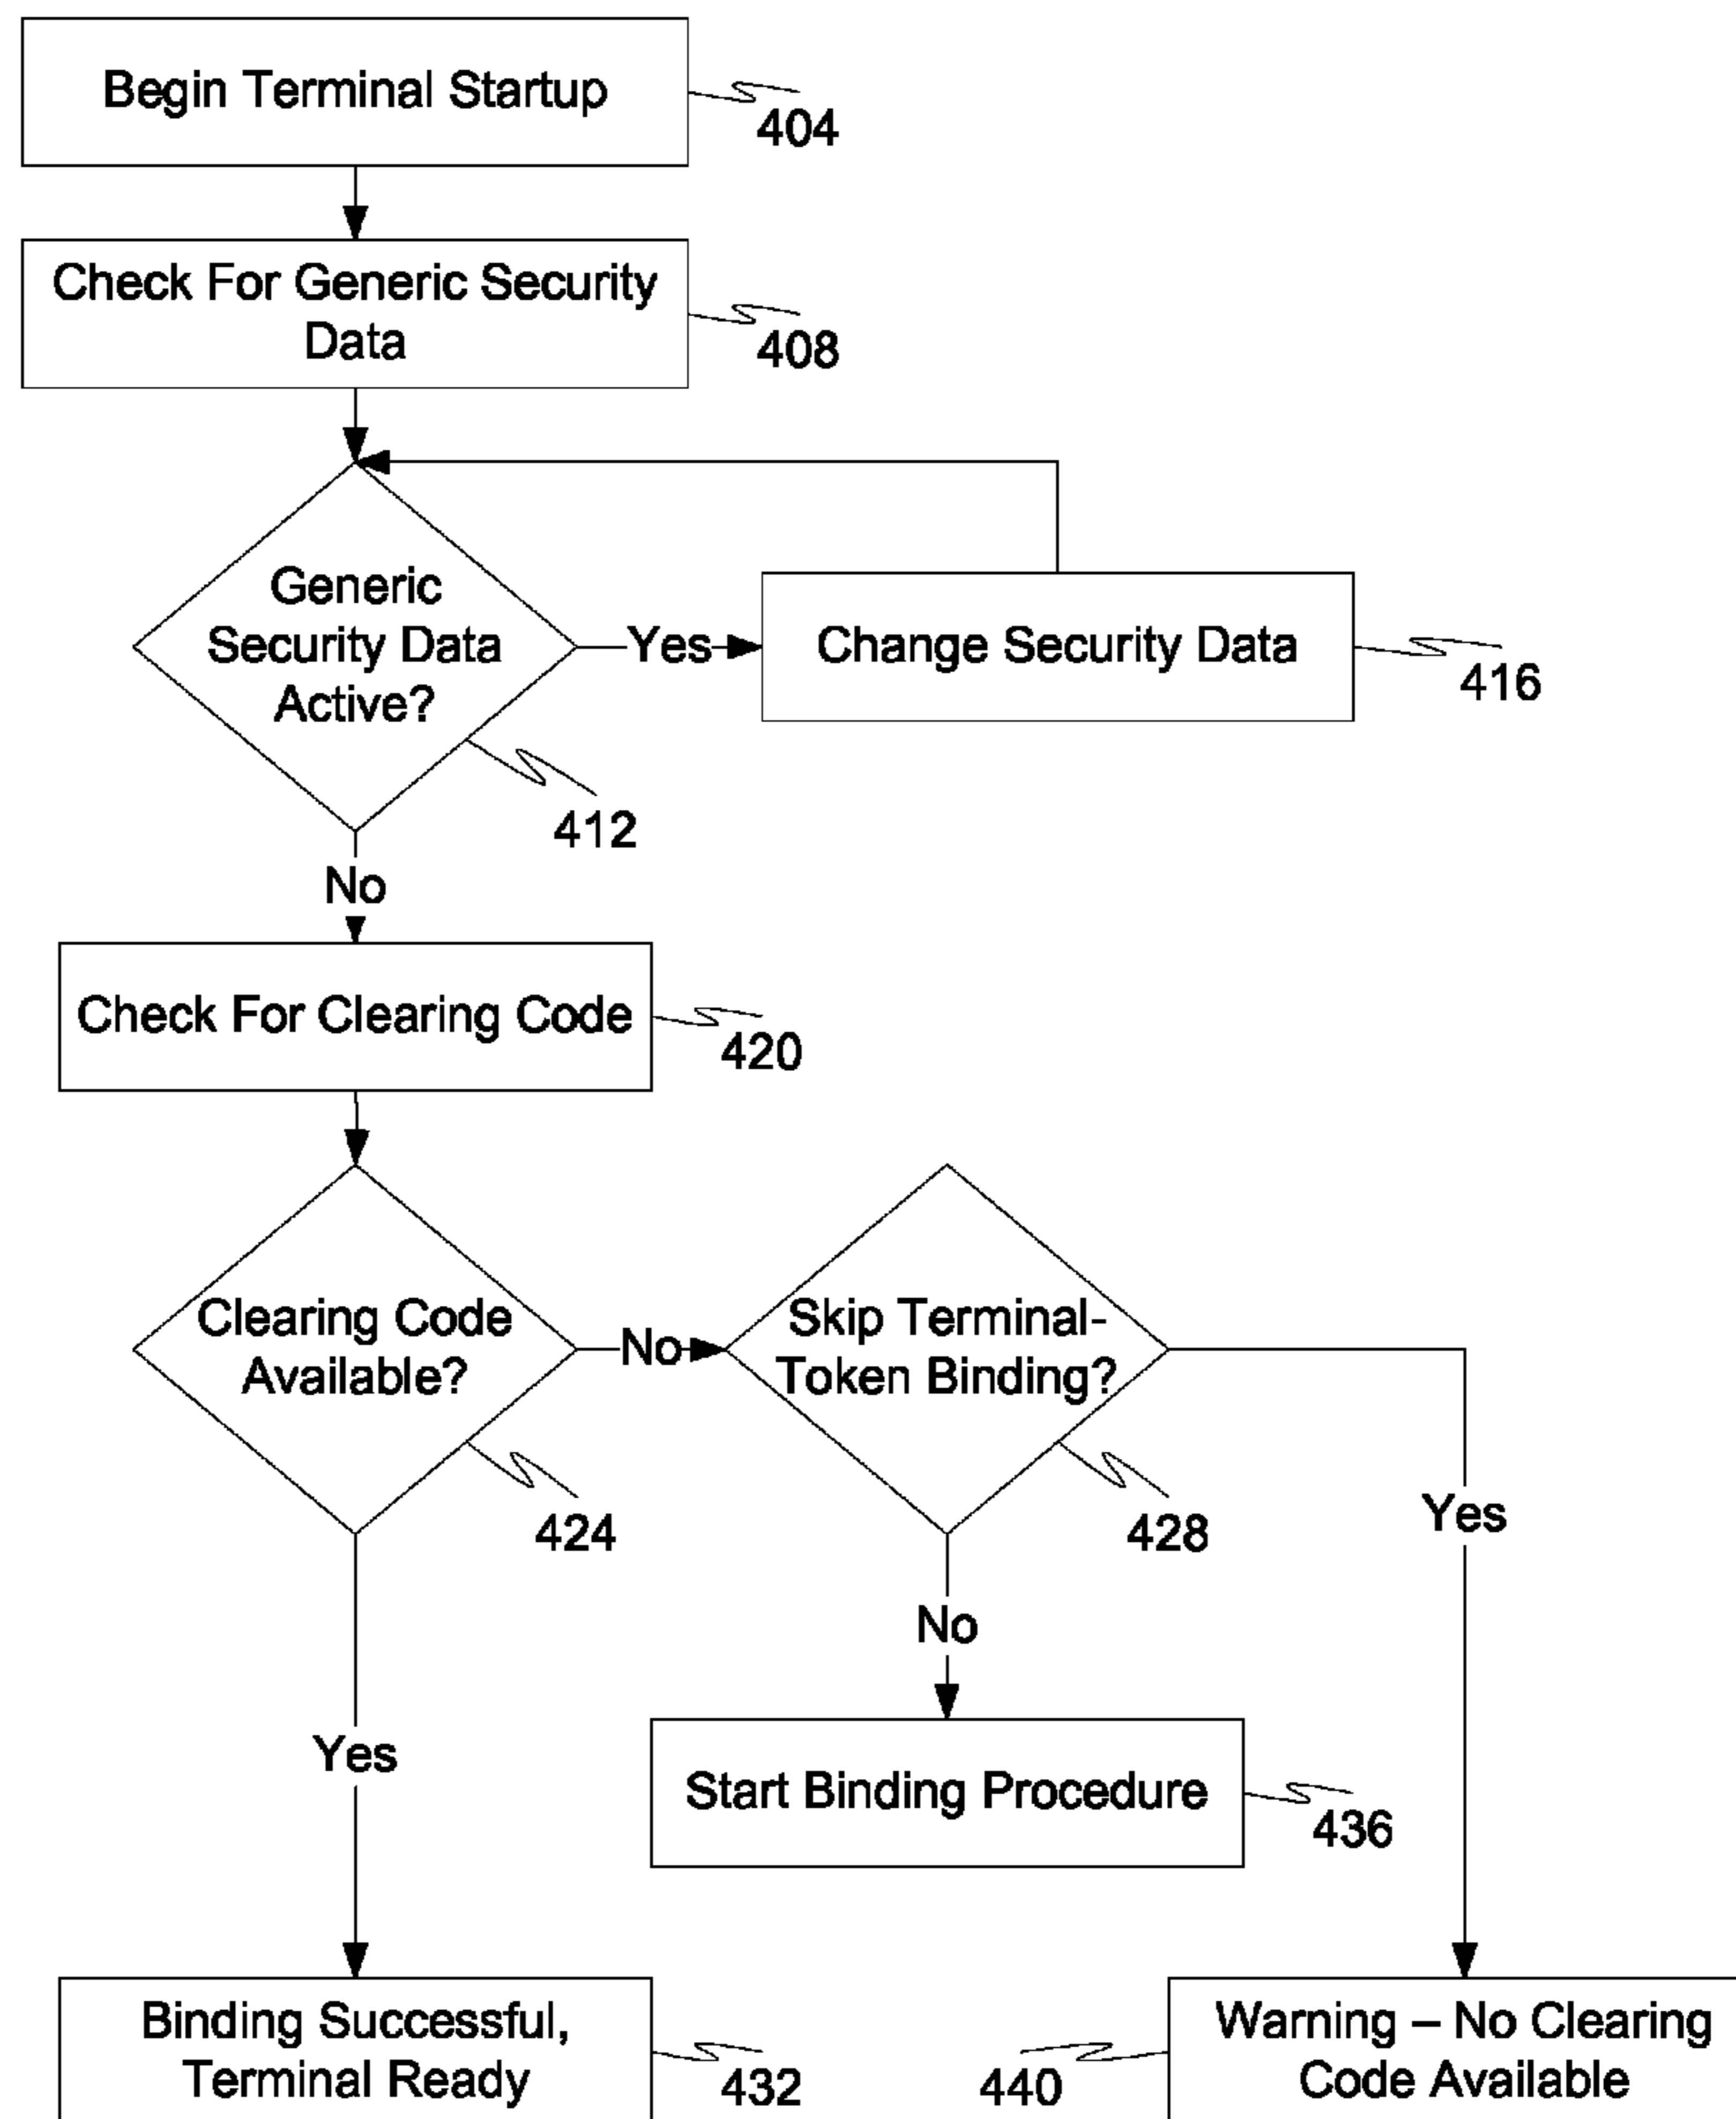 Begin Terminal Startup
404
Check For Generic Security
Data
408
Generic
Security Data
Active?
Yes
Change Security Data
416
412
No
Check For Clearing Code
420
Clearing Code
Available?
No
Skip Terminal-
Token Binding?
424
428
Yes
No
Yes
Start Binding Procedure
436
Binding Successful,
Terminal Ready
432
440
Warning – No Clearing
Code Available